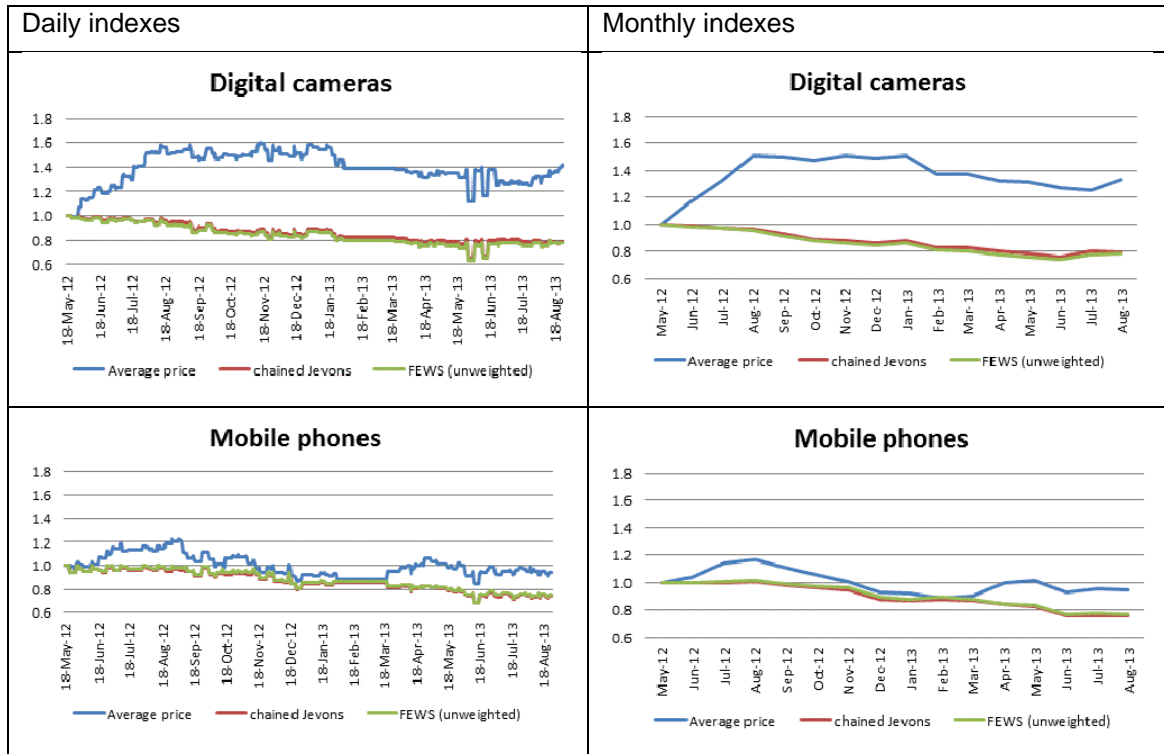 Daily indexes
Monthly indexes
Digital cameras
1.8
1.6
1.4
1.2
1.0
0.8
0.6
18-May-12
18-Jun-12
18-Jul-12
18-Aug-12
18-Sep-12
18-Oct-12
18-Nov-12
18-Dec-12
18-Jan-13
18-Feb-13
18-Mar-13
18-Apr-13
18-May-13
18-Jun-13
18-Jul-13
18-Aug-13
Average price chained Jevons FEWS (unweighted)
Digital cameras
1.8
1.6
1.4
1.2
1.0
0.8
0.6
May-12
Jun-12
Jul-12
Aug-12
Sep-12
Oct-12
Nov-12
Dec-12
Jan-13
Feb-13
Mar-13
Apr-13
May-13
Jun-13
Jul-13
Aug-13
Average price chained Jevons FEWS (unweighted)
Mobile phones
1.8
1.6
1.4
1.2
1.0
0.8
0.6
18-May-12
18-Jun-12
18-Jul-12
18-Aug-12
18-Sep-12
18-Oct-12
18-Nov-12
18-Dec-12
18-Jan-13
18-Feb-13
18-Mar-13
18-Apr-13
18-May-13
18-Jun-13
18-Jul-13
18-Aug-13
Average price chained Jevons FEWS (unweighted)
Mobile phones
1.8
1.6
1.4
1.2
1.0
0.8
0.6
May-12
Jun-12
Jul-12
Aug-12
Sep-12
Oct-12
Nov-12
Dec-12
Jan-13
Feb-13
Mar-13
Apr-13
May-13
Jun-13
Jul-13
Aug-13
Average price chained Jevons FEWS (unweighted)